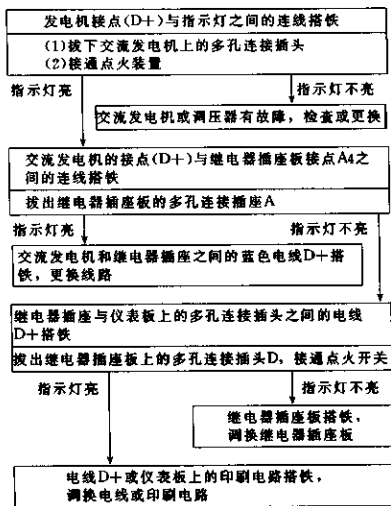 发电机接点(D+)与指示灯之间的连线搭铁
(1)拔下交流发电机上的多孔连接插头
(2)接通点火装置
指示灯亮
指示灯不亮
交流发电机或调压器有故障，检查或更换
交流发电机的接点(D+)与继电器插座板接点A4之
间的连线搭铁
拔出继电器插座板的多孔连接插座A
指示灯亮
指示灯不亮
交流发电机和继电器插座之间的蓝色电线D+搭
铁，更换线路
继电器插座与仪表板上的多孔连接插头之间的电线
D+搭铁
拔出继电器插座板上的多孔连接插头D，接通点火开关
指示灯亮
指示灯不亮
继电器插座板搭铁，
调换继电器插座板
电线D+或仪表板上的印刷电路搭铁，
调换电线或印刷电路